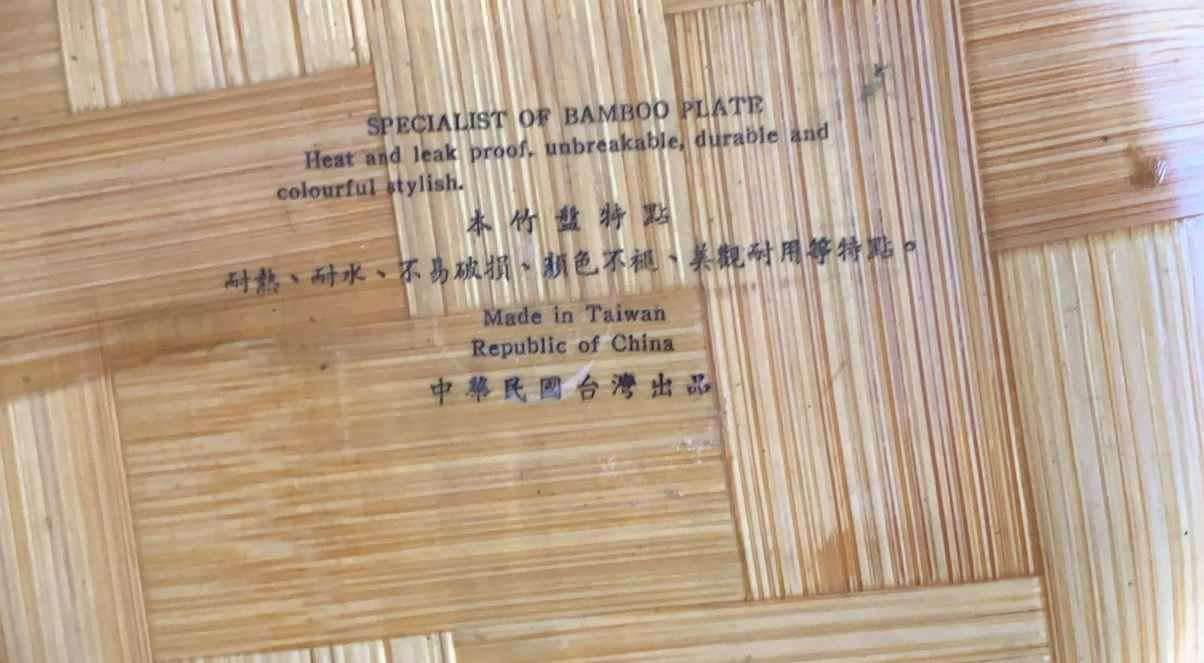 SPECIALIST OF BAMBOO PLATE
Heat and leak proof. unbreakable, durable and
colourful stylish.
本竹盤特點
耐熱、耐水、不易破損、顏色不褪、美觀耐用等特點。
Made in Taiwan
Republic of China
中華民國台灣出品